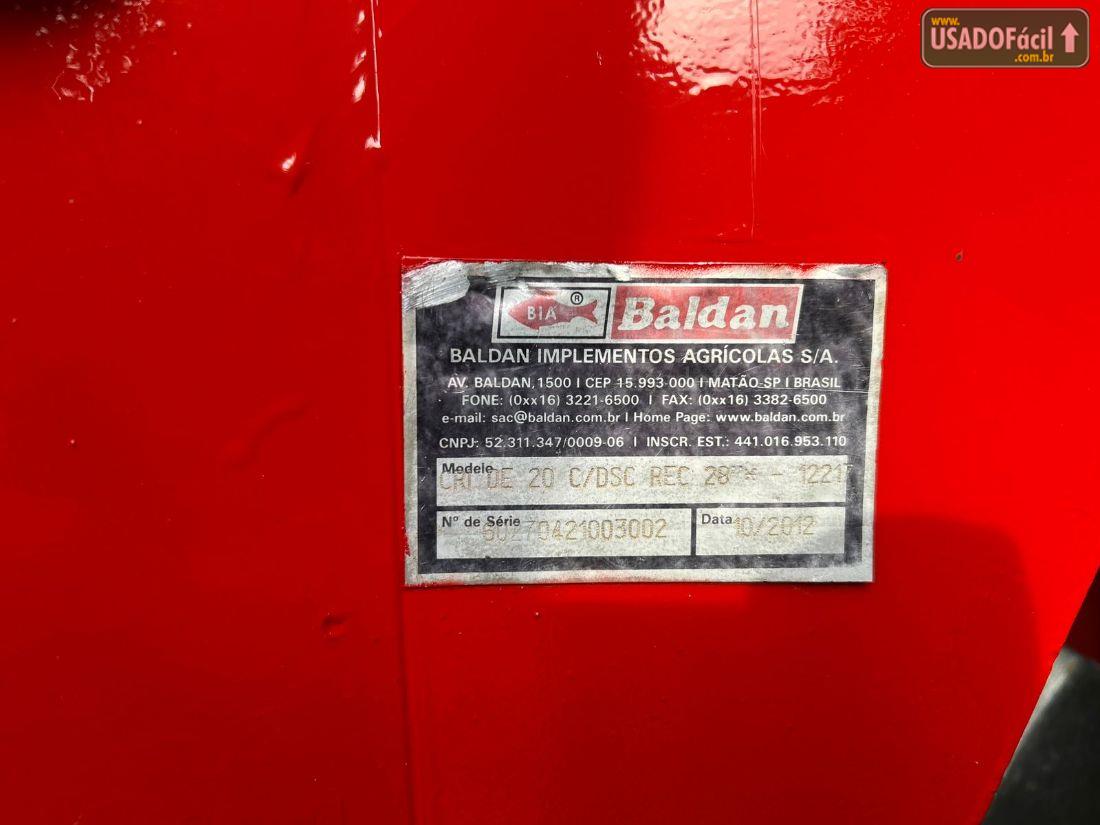 www.
USADOFácil
.com.br
BIA ®
Baldan
BALDAN IMPLEMENTOS AGRÍCOLAS S/A.
AV. BALDAN, 1500 I CEP 15.993-000 I MATÃO-SP I BRASIL
FONE: (0xx16) 3221-6500 I FAX: (0xx16) 3382-6500
e-mail: sac@baldan.com.br I Home Page: www.baldan.com.br
CNPJ: 52.311.347/0009-06 I INSCR. EST.: 441.016.953.110
Modelo
CRI DE 20 C/DSC REC 28"X - 1221
Nº de Série
60270421003002
Data
10/2012